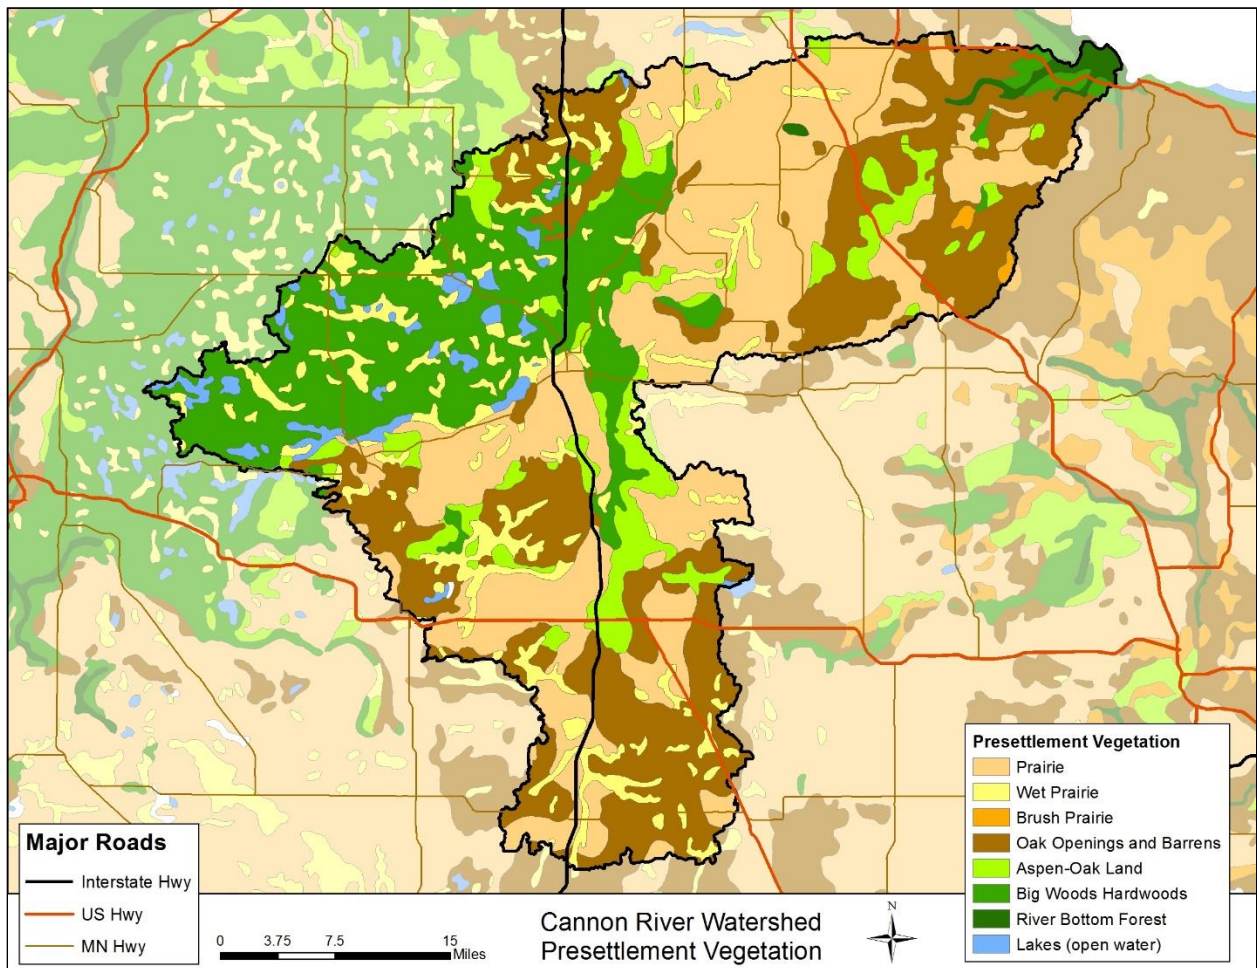 Presettlement Vegetation
Prairie
Wet Prairie
Brush Prairie
Oak Openings and Barrens
Aspen-Oak Land
Big Woods Hardwoods
River Bottom Forest
Lakes (open water)
Major Roads
Interstate Hwy
US Hwy
MN Hwy
0 3.75 7.5 15
Miles
Cannon River Watershed
Presettlement Vegetation
N